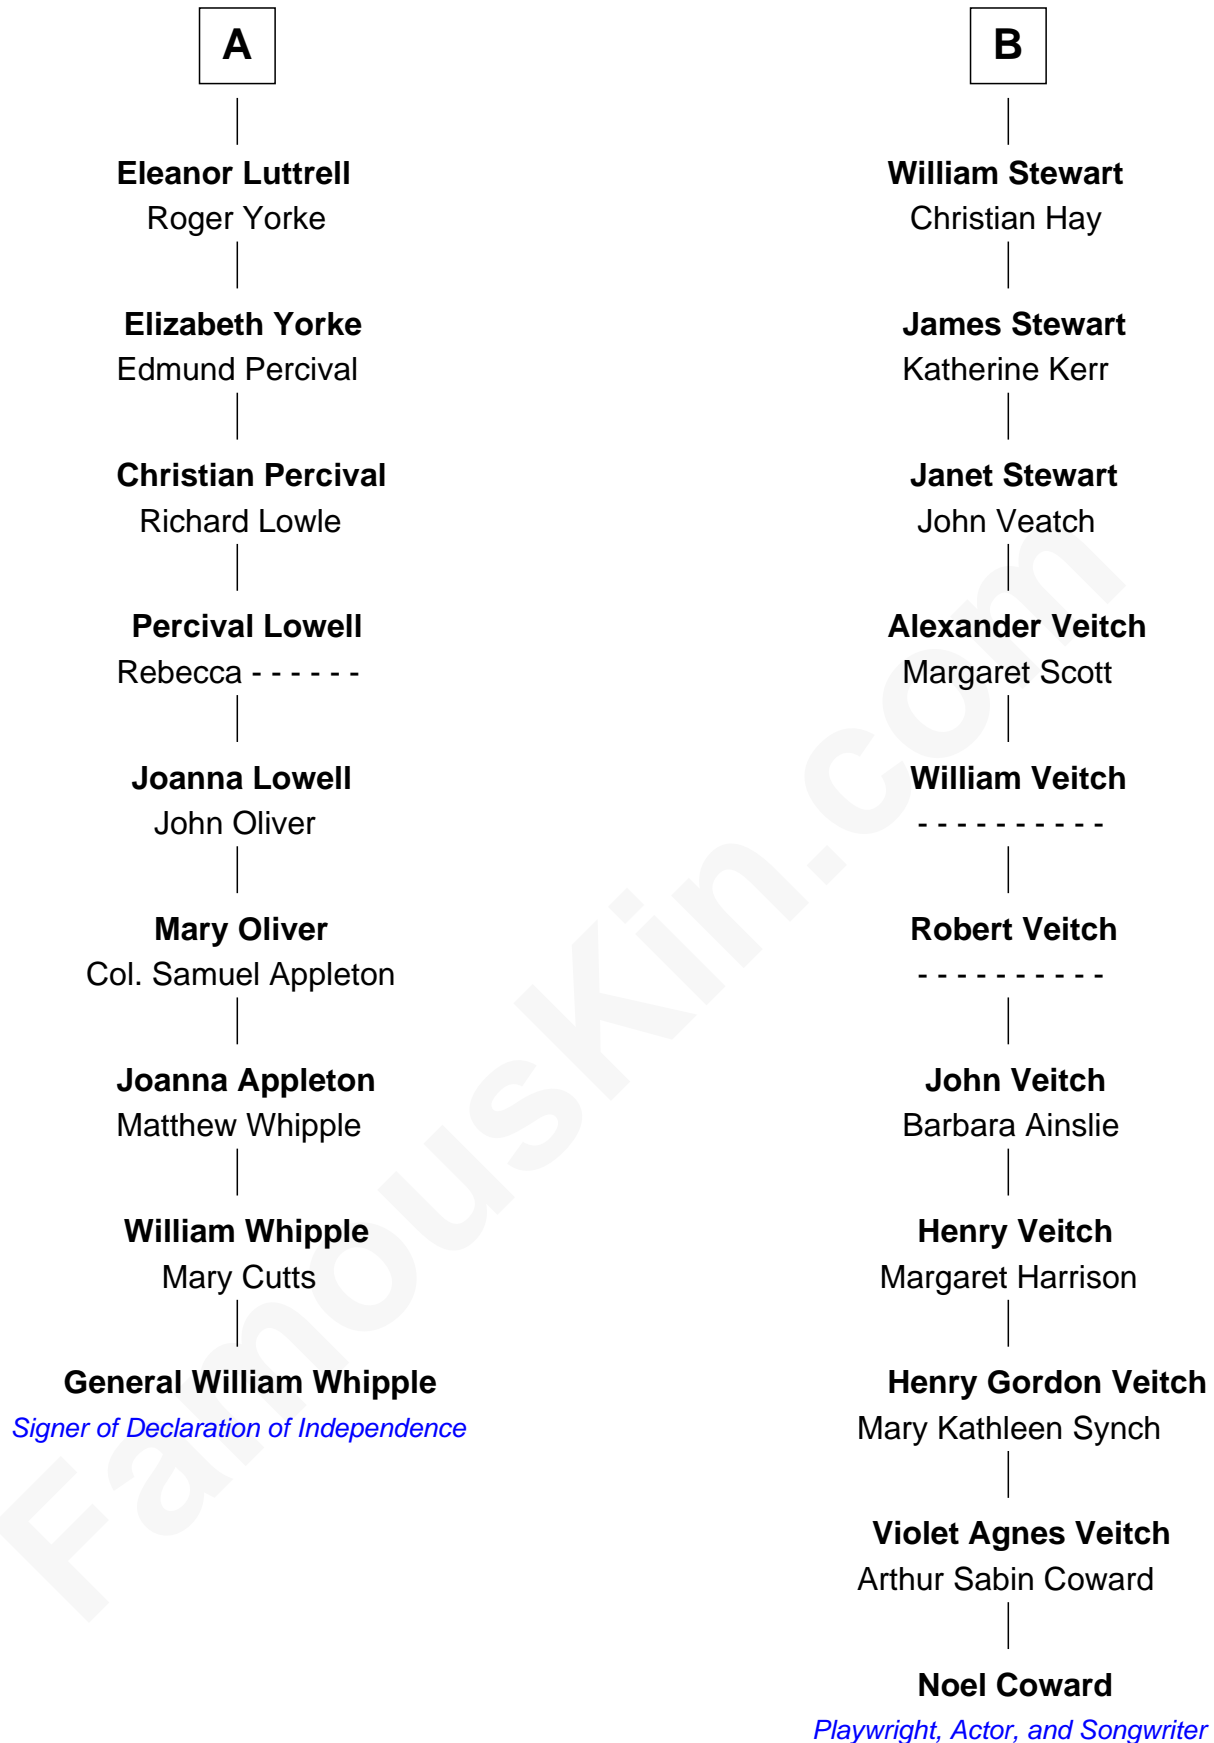 A
Eleanor Luttrell
Roger Yorke
Elizabeth Yorke
Edmund Percival
Christian Percival
Richard Lowle
Percival Lowell
Rebecca - - - - - -
Joanna Lowell
John Oliver
Mary Oliver
Col. Samuel Appleton
Joanna Appleton
Matthew Whipple
William Whipple
Mary Cutts
General William Whipple
Signer of Declaration of Independence
B
William Stewart
Christian Hay
James Stewart
Katherine Kerr
Janet Stewart
John Veatch
Alexander Veitch
Margaret Scott
William Veitch
- - - - - - - - - -
Robert Veitch
- - - - - - - - - -
John Veitch
Barbara Ainslie
Henry Veitch
Margaret Harrison
Henry Gordon Veitch
Mary Kathleen Synch
Violet Agnes Veitch
Arthur Sabin Coward
Noel Coward
Playwright, Actor, and Songwriter
FamousKin.com